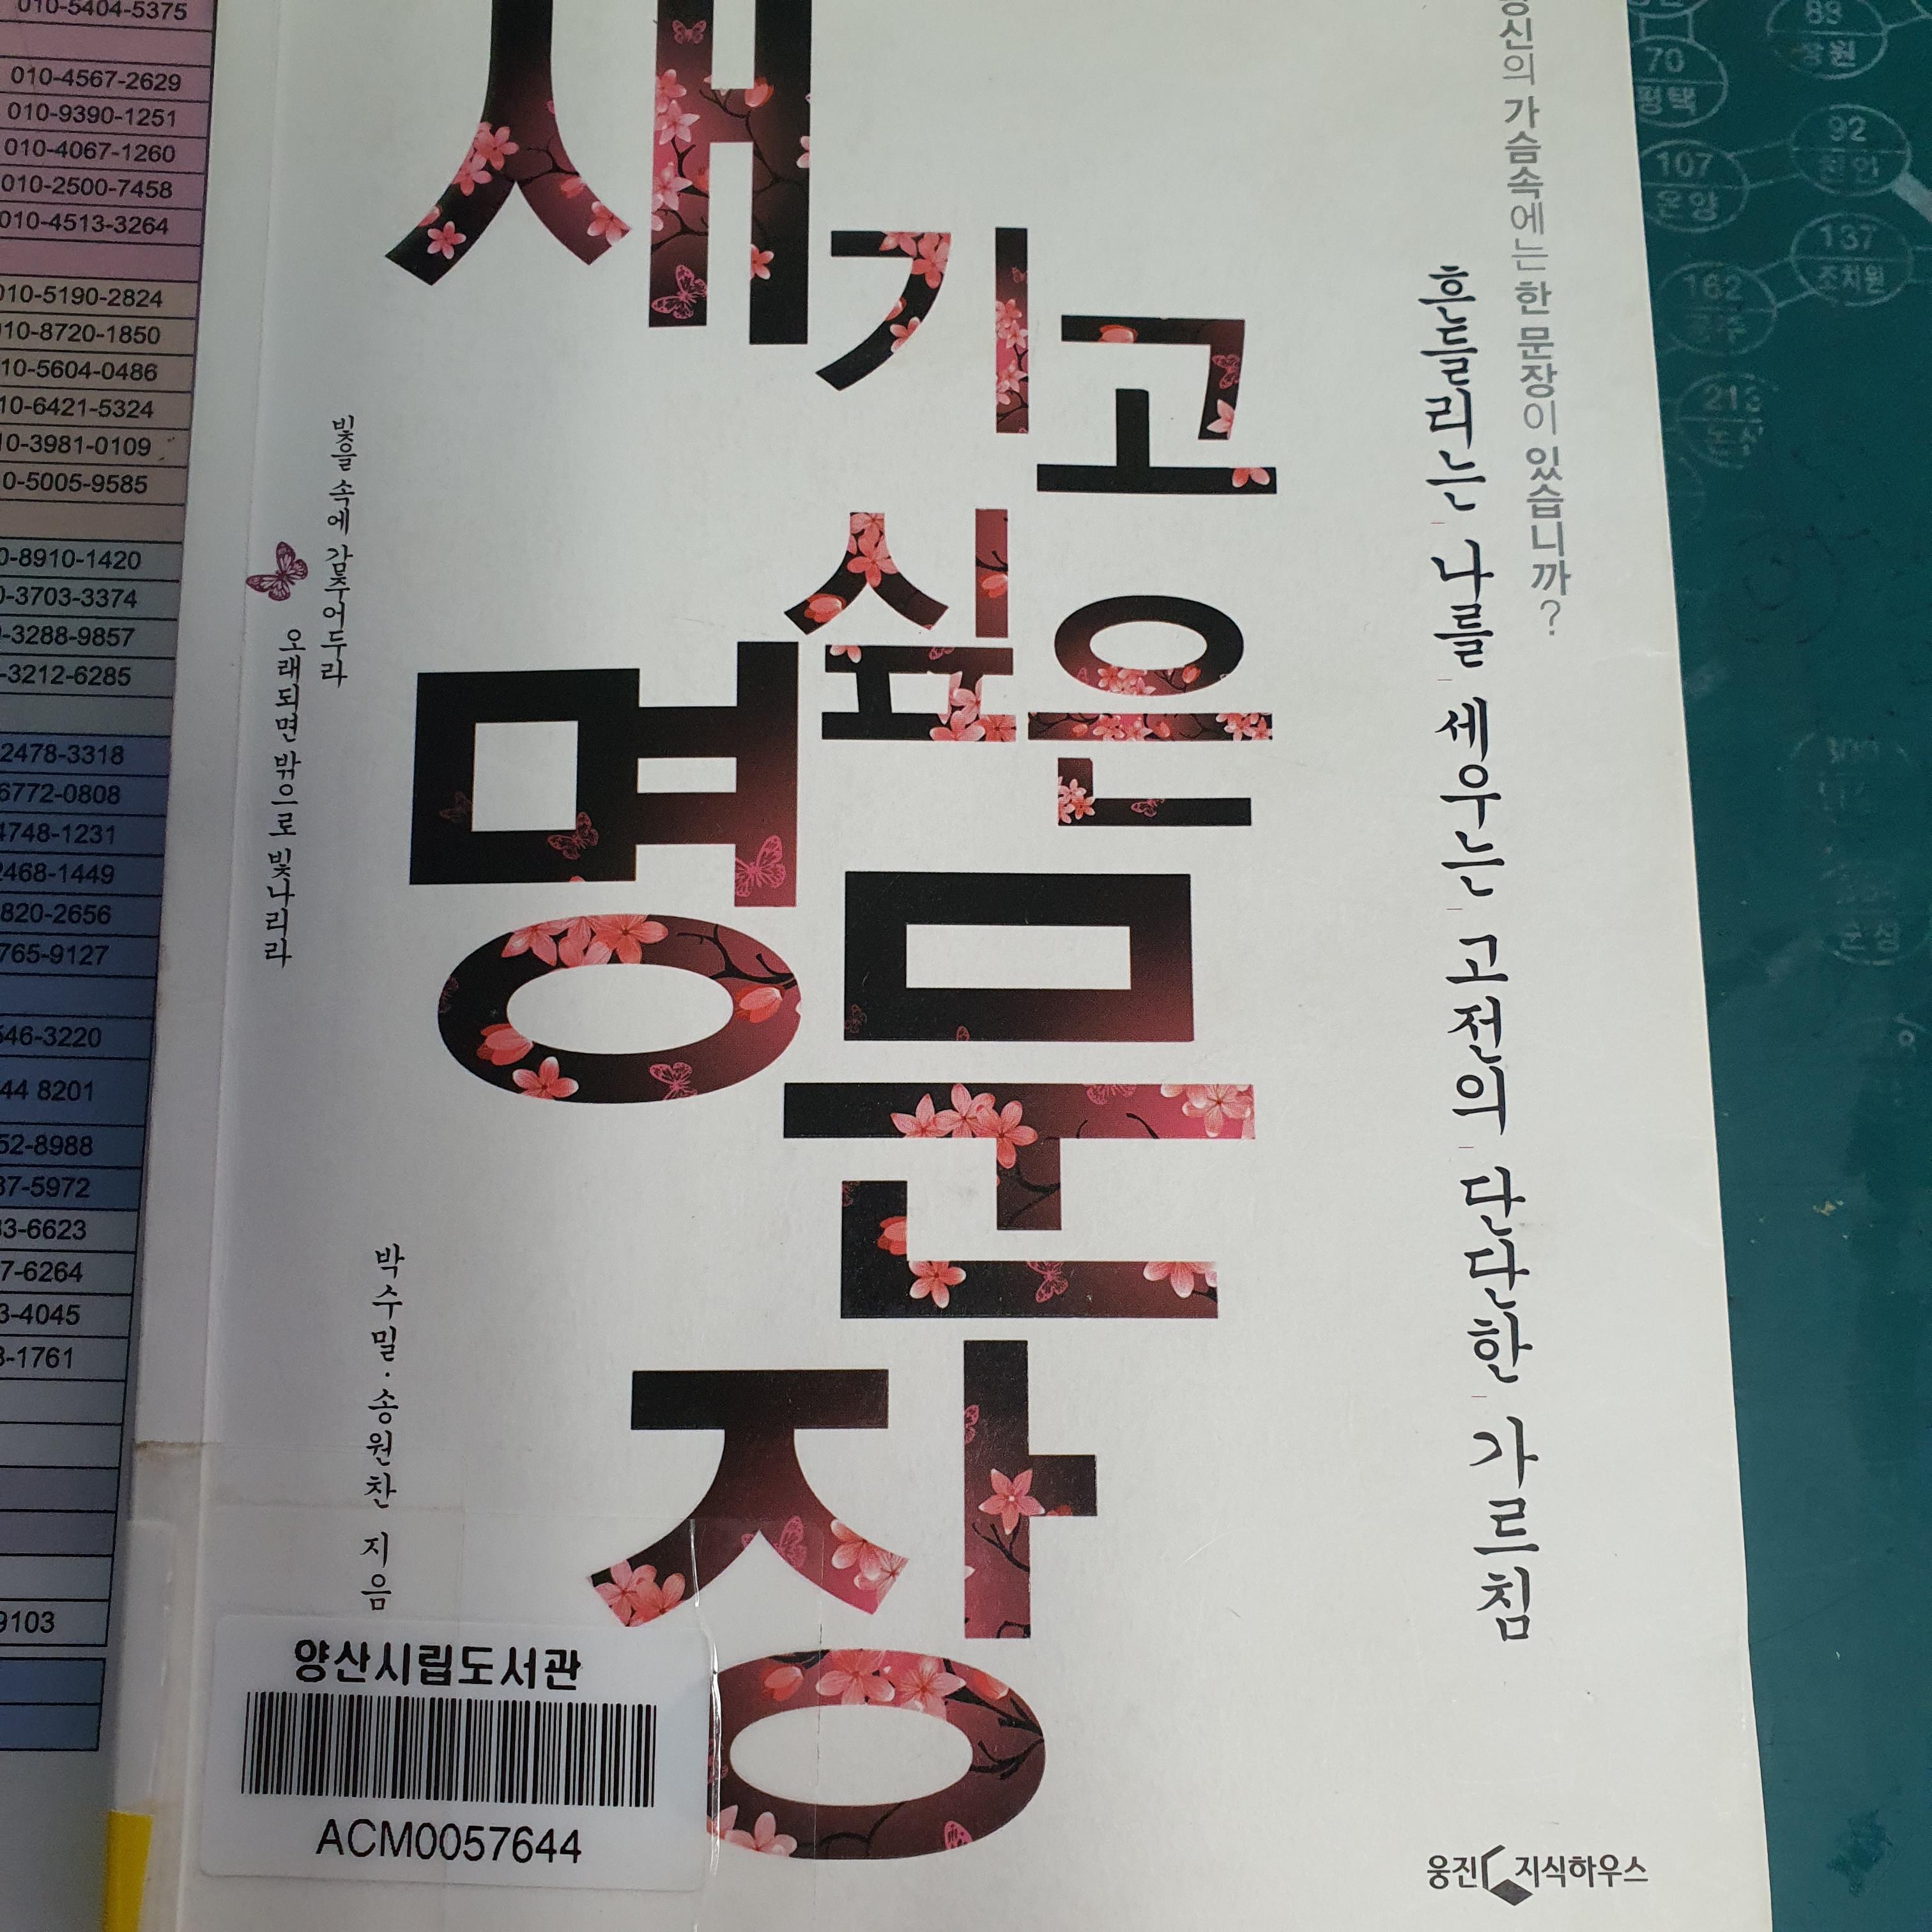 새기고
싶은
명문
장
당신의 가슴속에는 한 문장이 있습니까?
흔들리는 나를 세우는 고전의 단단한 가르침
빛을 속에 감추어두라
오래되면 밖으로 빛나리라
박수밀·송원찬 지음
양산시립도서관
ACM0057644
웅진 지식하우스
010-5404-5375
010-4567-2629
010-9390-1251
010-4067-1260
010-2500-7458
010-4513-3264
010-5190-2824
010-8720-1850
10-5604-0486
10-6421-5324
10-3981-0109
0-5005-9585
0-8910-1420
0-3703-3374
-3288-9857
-3212-6285
2478-3318
6772-0808
4748-1231
2468-1449
820-2656
765-9127
546-3220
44 8201
52-8988
37-5972
33-6623
7-6264
3-4045
3-1761
9103
88
창원
70
평택
92
천안
107
온양
137
조치원
162
공주
213